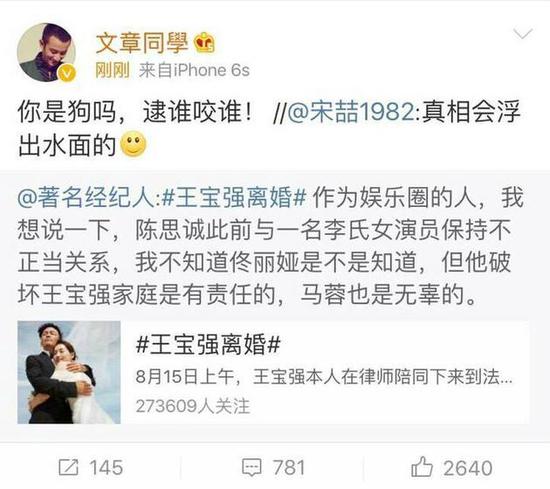 文章同學
刚刚 来自iPhone 6s
你是狗吗，逮谁咬谁！ //@宋喆1982:真相会浮
出水面的
@著名经纪人:#王宝强离婚# 作为娱乐圈的人，我
想说一下，陈思诚此前与一名李氏女演员保持不
正当关系，我不知道佟丽娅是不是知道，但他破
坏王宝强家庭是有责任的，马蓉也是无辜的。
#王宝强离婚#
8月15日上午，王宝强本人在律师陪同下来到法...
273609人关注
145
781
2640